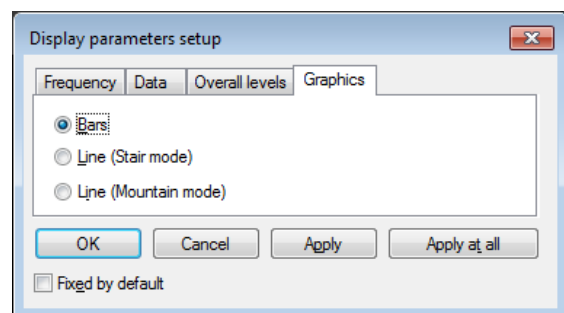 Display parameters setup
Frequency Data Overall levels Graphics
Bars
Line (Stair mode)
Line (Mountain mode)
OK Cancel Apply Apply at all
Fixed by default